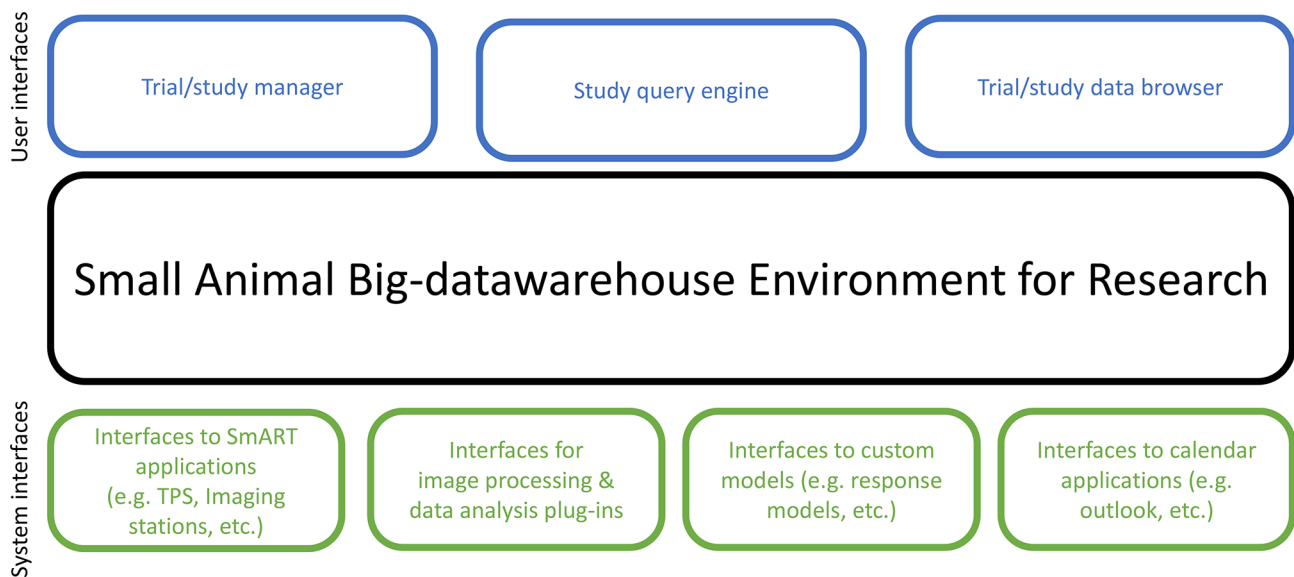 User interfaces
Trial/study manager
Study query engine
Trial/study data browser
Small Animal Big-datawarehouse Environment for Research
System interfaces
Interfaces to SmART
applications
(e.g. TPS, Imaging
stations, etc.)
Interfaces for
image processing &
data analysis plug-ins
Interfaces to custom
models (e.g. response
models, etc.)
Interfaces to calendar
applications (e.g.
outlook, etc.)